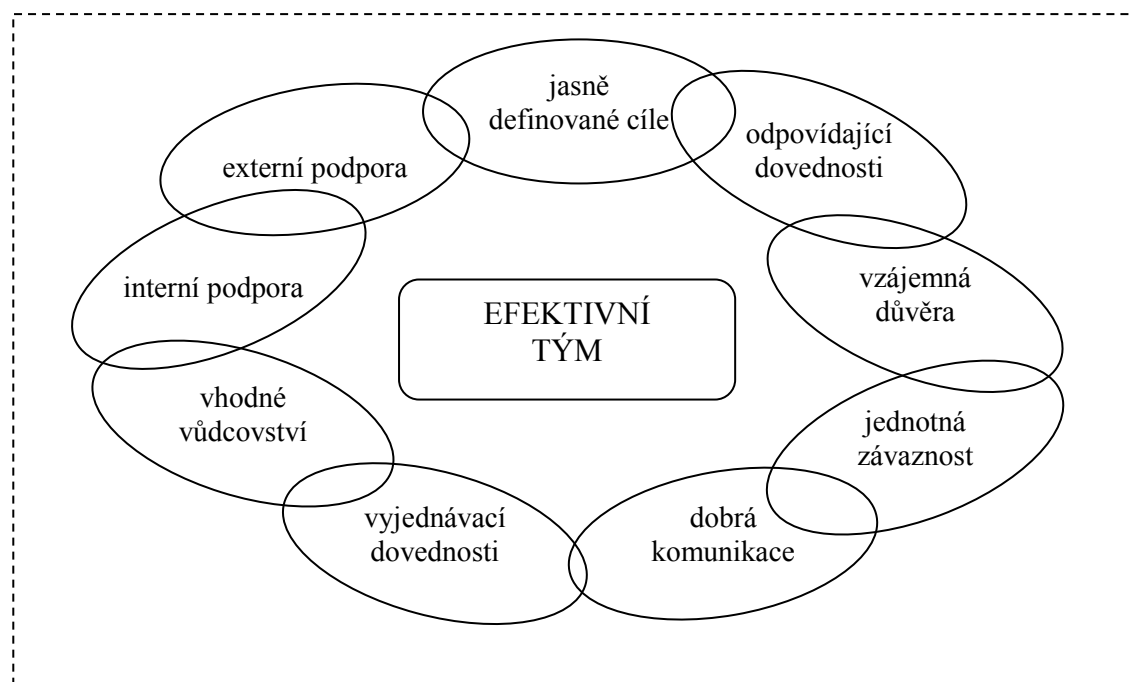 jasně
definované cíle
odpovídající
dovednosti
vzájemná
důvěra
jednotná
závaznost
dobrá
komunikace
vyjednávací
dovednosti
vhodné
vůdcovství
interní podpora
externí podpora
EFEKTIVNÍ
TÝM